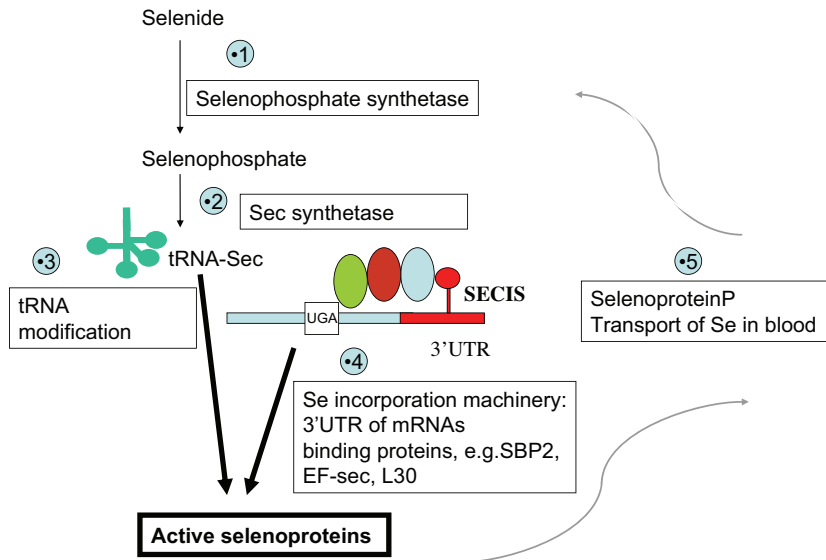 Selenide
•1
Selenophosphate synthetase
Selenophosphate
•2
Sec synthetase
•3
tRNA-Sec
tRNA
modification
UGA
SECIS
3’UTR
•4
Se incorporation machinery:
3’UTR of mRNAs
binding proteins, e.g.SBP2,
EF-sec, L30
•5
SelenoproteinP
Transport of Se in blood
Active selenoproteins